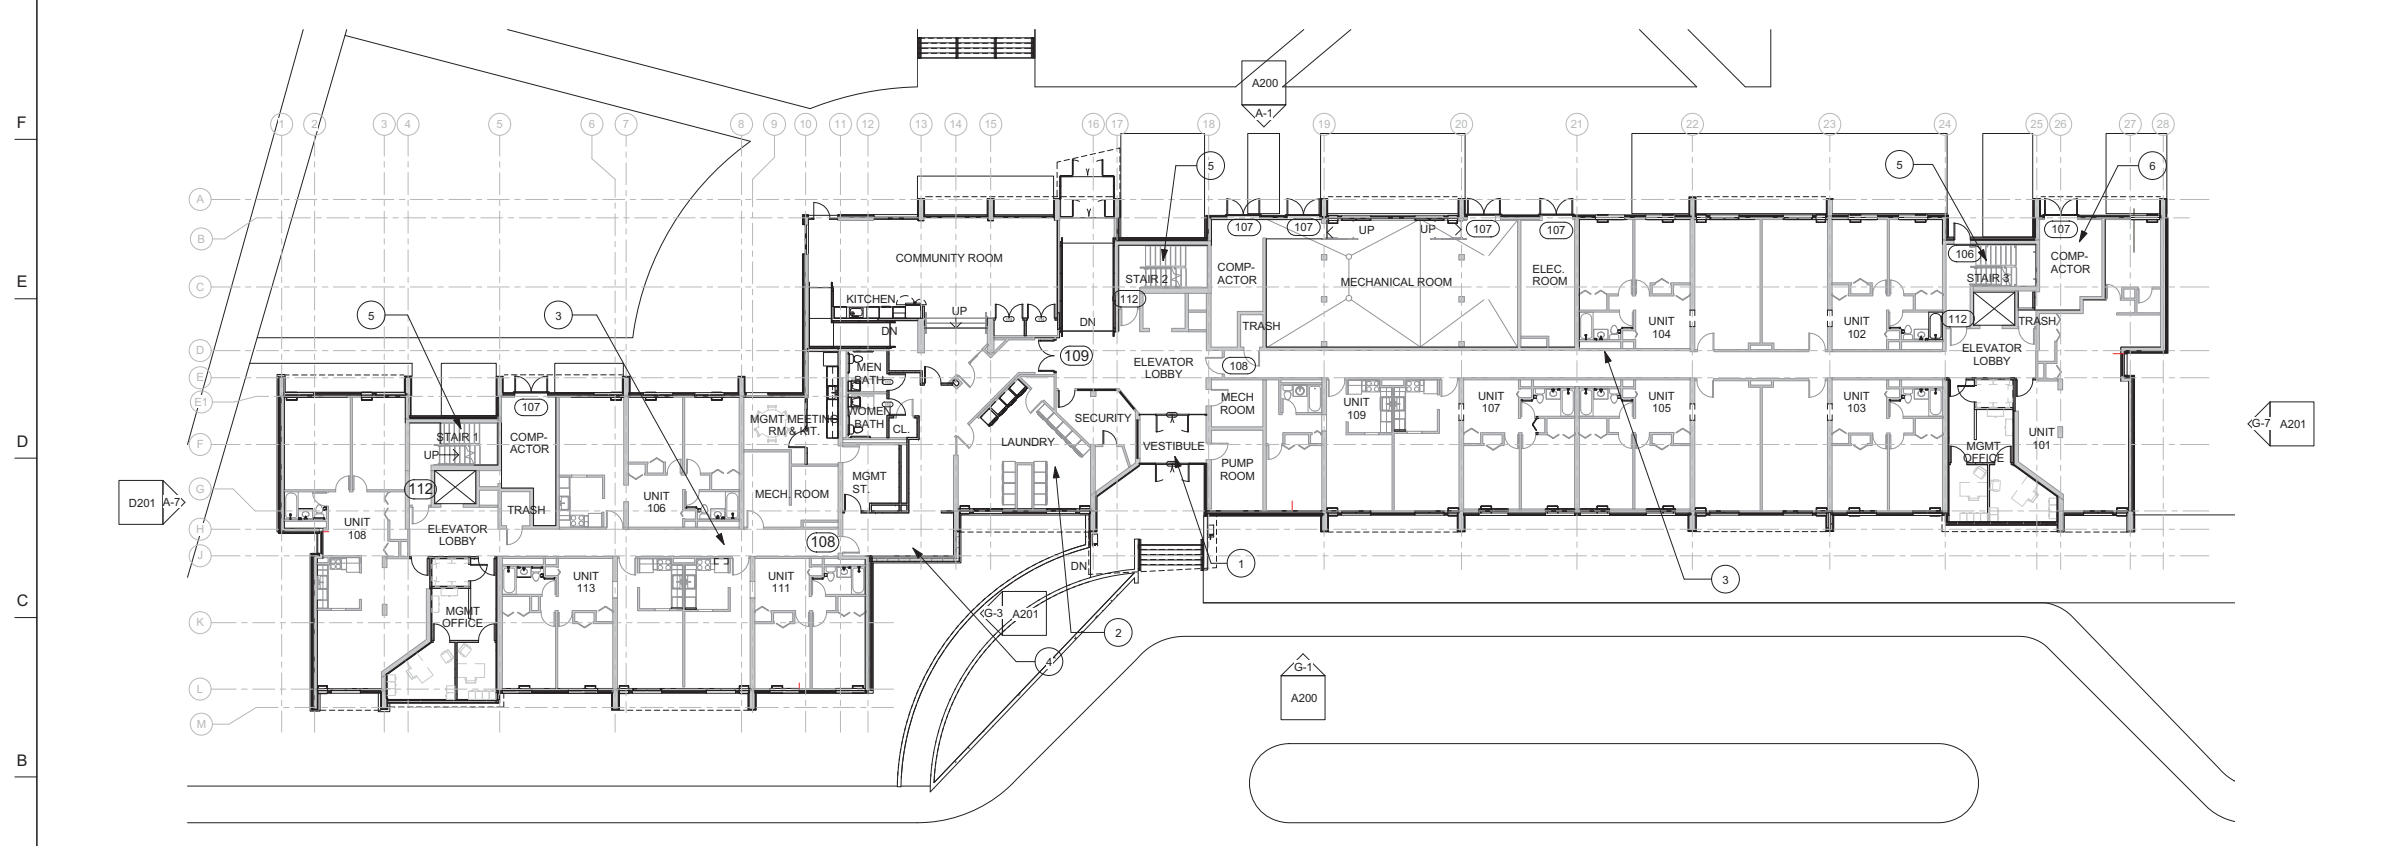 A200
A-1
F
1 2 3 4 5 6 7 8 9 10 11 12 13 14 15 16 17 18 19 20 21 22 23 24 25 26 27 28
5
5
6
A
B
107
107
UP
UP
107
107
107
E
COMMUNITY ROOM
STAIR 2
COMP-
ACTOR
MECHANICAL ROOM
ELEC.
ROOM
106
STAIR 3
COMP-
ACTOR
C
KITCHEN
112
5
3
UP
DN
DN
TRASH
UNIT
104
UNIT
102
112
TRASH
D
109
ELEVATOR
LOBBY
108
ELEVATOR
LOBBY
E
MEN
BATH
E1
107
MGMT MEETING
RM & KIT.
WOMEN
BATH
CL.
SECURITY
MECH
ROOM
UNIT
109
UNIT
107
UNIT
105
UNIT
103
D
F
STAIR 1
UP
COMP-
ACTOR
LAUNDRY
VESTIBULE
MGMT
OFFICE
UNIT
101
G-7
A201
D201
A-7
G
112
MECH. ROOM
MGMT
ST.
PUMP
ROOM
UNIT
108
TRASH
UNIT
106
H
ELEVATOR
LOBBY
108
J
DN
1
3
C
UNIT
113
UNIT
111
MGMT
OFFICE
K
G-3
A201
2
4
L
M
G-1
A200
B